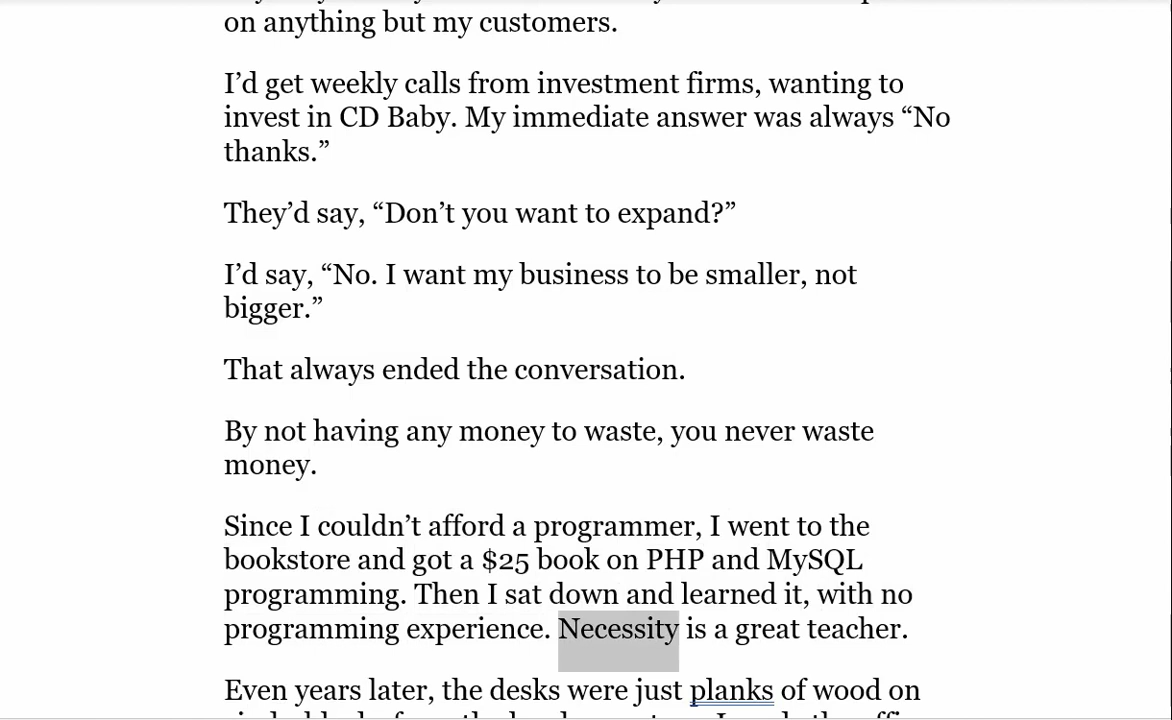 on anything but my customers.
I’d get weekly calls from investment firms, wanting to
invest in CD Baby. My immediate answer was always “No
thanks.”
They’d say, “Don’t you want to expand?”
I’d say, “No. I want my business to be smaller, not
bigger.”
That always ended the conversation.
By not having any money to waste, you never waste
money.
Since I couldn’t afford a programmer, I went to the
bookstore and got a $25 book on PHP and MySQL
programming. Then I sat down and learned it, with no
programming experience. Necessity is a great teacher.
Even years later, the desks were just planks of wood on